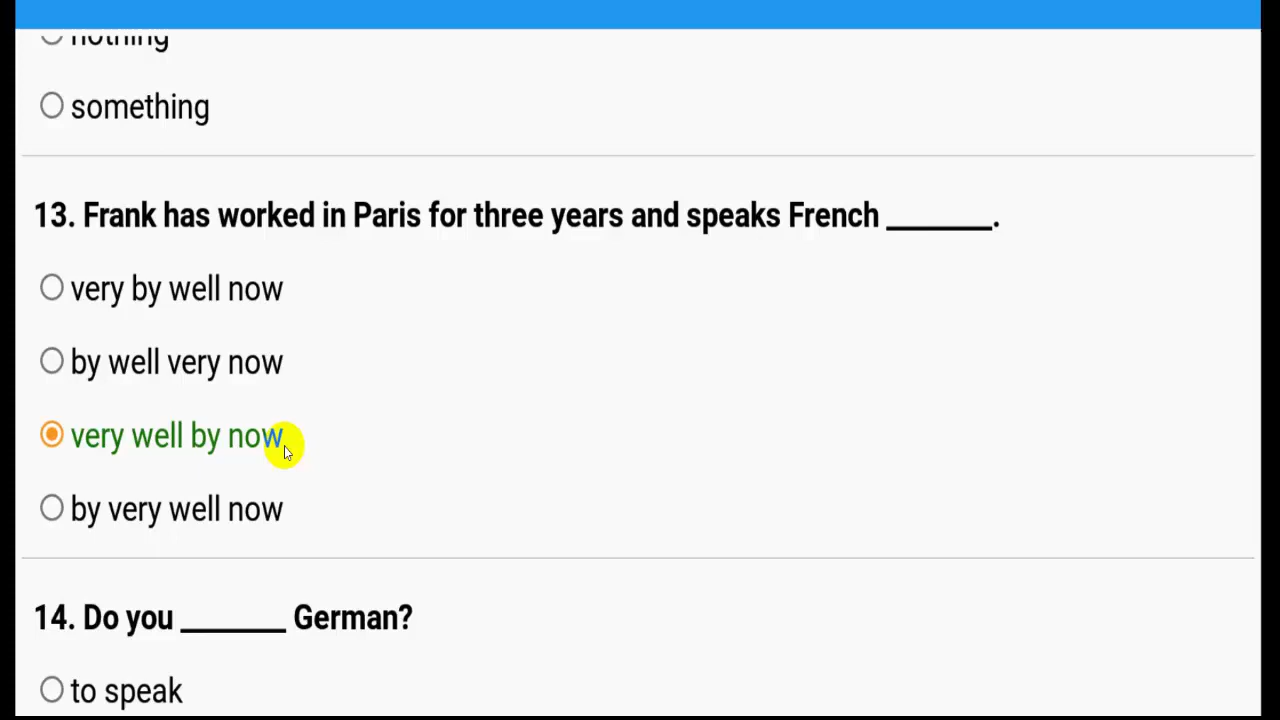 nothing
something
13. Frank has worked in Paris for three years and speaks French _______.
very by well now
by well very now
very well by now
by very well now
14. Do you _______ German?
to speak